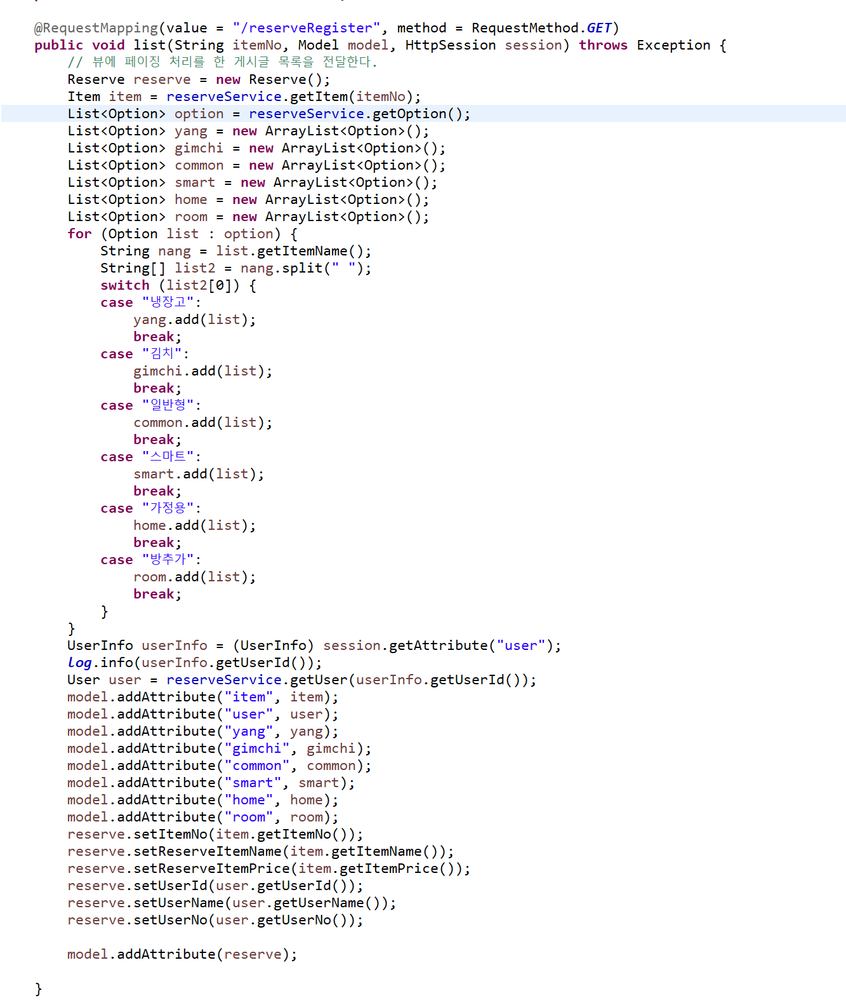 @RequestMapping(value = "/reserveRegister", method = RequestMethod.GET)
public void list(String itemNo, Model model, HttpSession session) throws Exception {
// 뷰에 페이징 처리를 한 게시글 목록을 전달한다.
Reserve reserve = new Reserve();
Item item = reserveService.getItem(itemNo);
List<Option> option = reserveService.getOption();
List<Option> yang = new ArrayList<Option>();
List<Option> gimchi = new ArrayList<Option>();
List<Option> common = new ArrayList<Option>();
List<Option> smart = new ArrayList<Option>();
List<Option> home = new ArrayList<Option>();
List<Option> room = new ArrayList<Option>();
for (Option list : option) {
String nang = list.getItemName();
String[] list2 = nang.split(" ");
switch (list2[0]) {
case "냉장고":
yang.add(list);
break;
case "김치":
gimchi.add(list);
break;
case "일반형":
common.add(list);
break;
case "스마트":
smart.add(list);
break;
case "가정용":
home.add(list);
break;
case "방추가":
room.add(list);
break;
}
}
UserInfo userInfo = (UserInfo) session.getAttribute("user");
log.info(userInfo.getUserId());
User user = reserveService.getUser(userInfo.getUserId());
model.addAttribute("item", item);
model.addAttribute("user", user);
model.addAttribute("yang", yang);
model.addAttribute("gimchi", gimchi);
model.addAttribute("common", common);
model.addAttribute("smart", smart);
model.addAttribute("home", home);
model.addAttribute("room", room);
reserve.setItemNo(item.getItemNo());
reserve.setReserveItemName(item.getItemName());
reserve.setReserveItemPrice(item.getItemPrice());
reserve.setUserId(user.getUserId());
reserve.setUserName(user.getUserName());
reserve.setUserNo(user.getUserNo());
model.addAttribute(reserve);
}